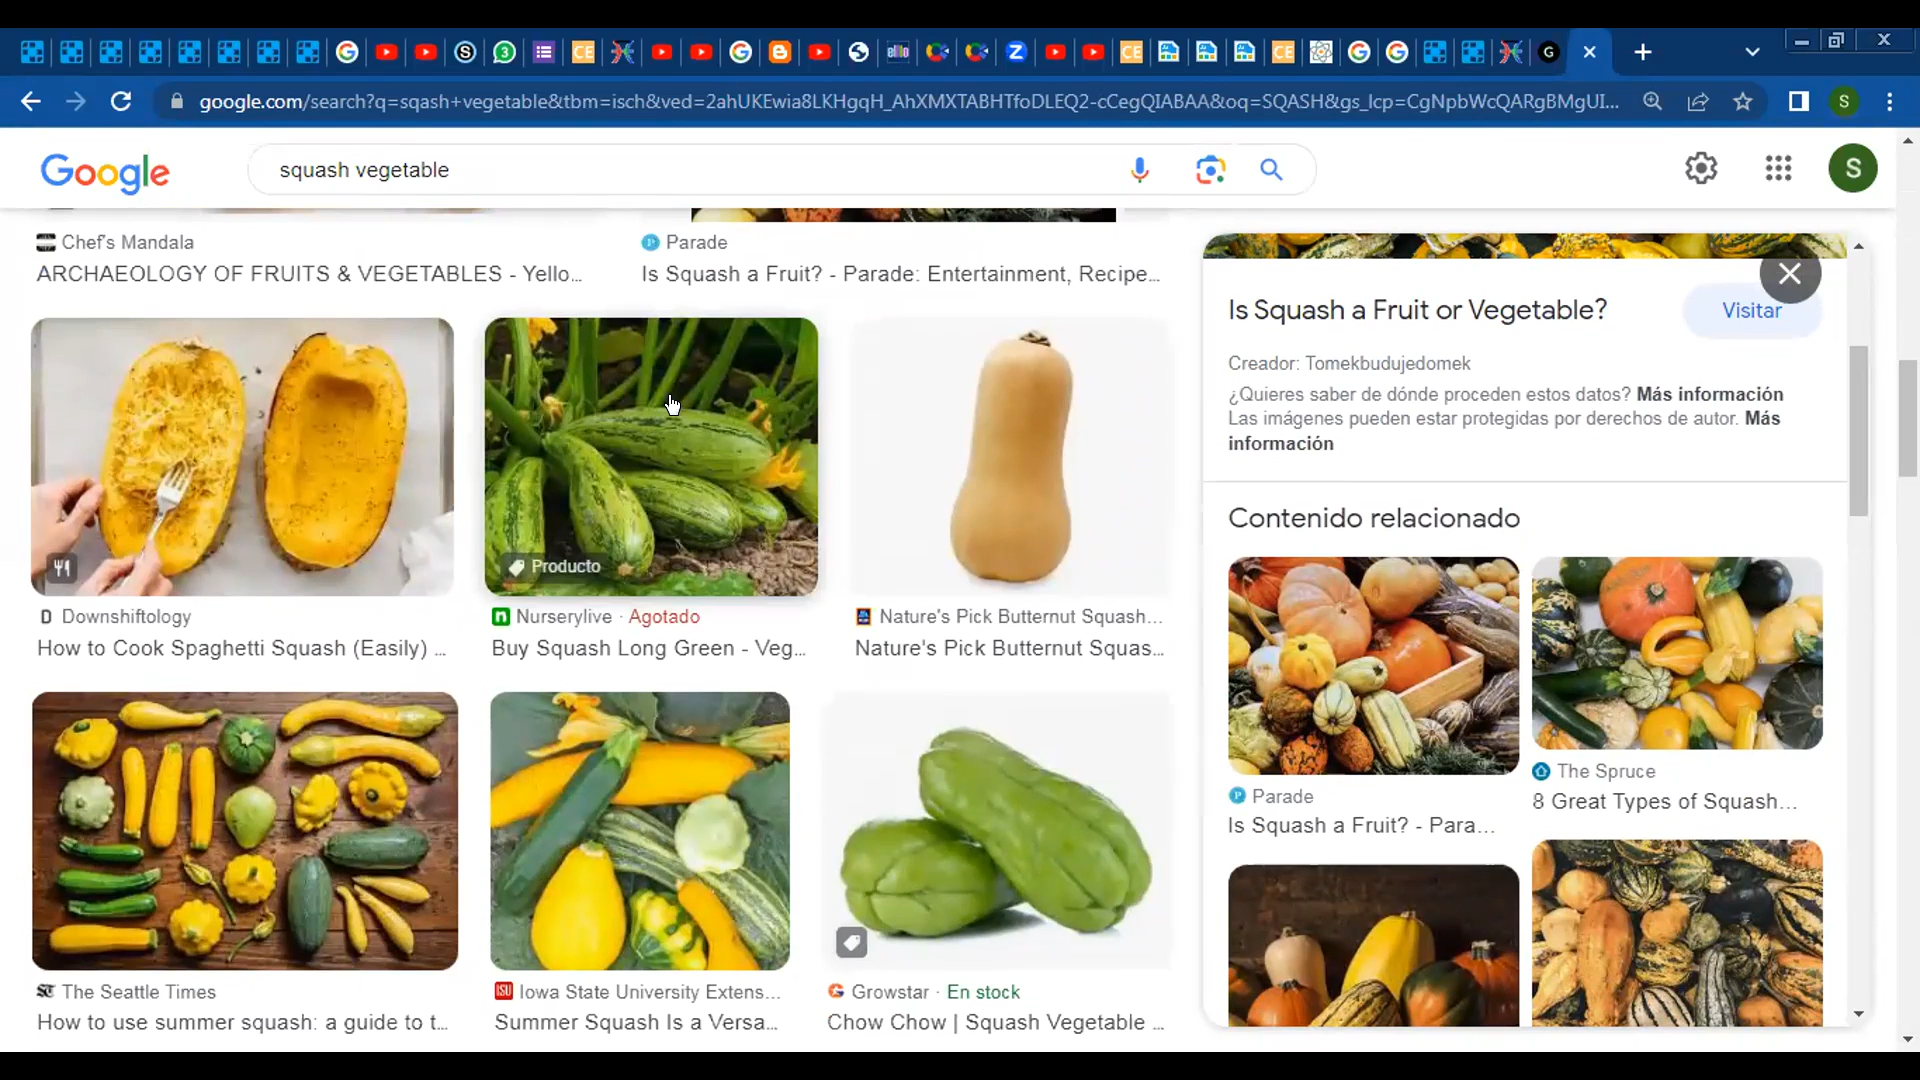 google.com/search?q=sqash+vegetable&tbm=isch&ved=2ahUKEwia8LKHgqH_AhXMXTABHTfoDLEQ2-cCegQIABAA&oq=SQASH&gs_lcp=CgNpbWcQARgBMgUI...
S
Google
squash vegetable
S
Chef's Mandala
ARCHAEOLOGY OF FRUITS & VEGETABLES - Yello...
Parade
Is Squash a Fruit? - Parade: Entertainment, Recipe...
Is Squash a Fruit or Vegetable?
Visitar
Creador: Tomekbudujedomek
¿Quieres saber de dónde proceden estos datos? Más información
Las imágenes pueden estar protegidas por derechos de autor. Más
información
Contenido relacionado
Producto
Downshiftology
How to Cook Spaghetti Squash (Easily) ...
Nurserylive · Agotado
Buy Squash Long Green - Veg...
Nature's Pick Butternut Squash...
Nature's Pick Butternut Squas...
Parade
Is Squash a Fruit? - Para...
The Spruce
8 Great Types of Squash...
The Seattle Times
How to use summer squash: a guide to t...
Iowa State University Extens...
Summer Squash Is a Versa...
Growstar · En stock
Chow Chow | Squash Vegetable ...